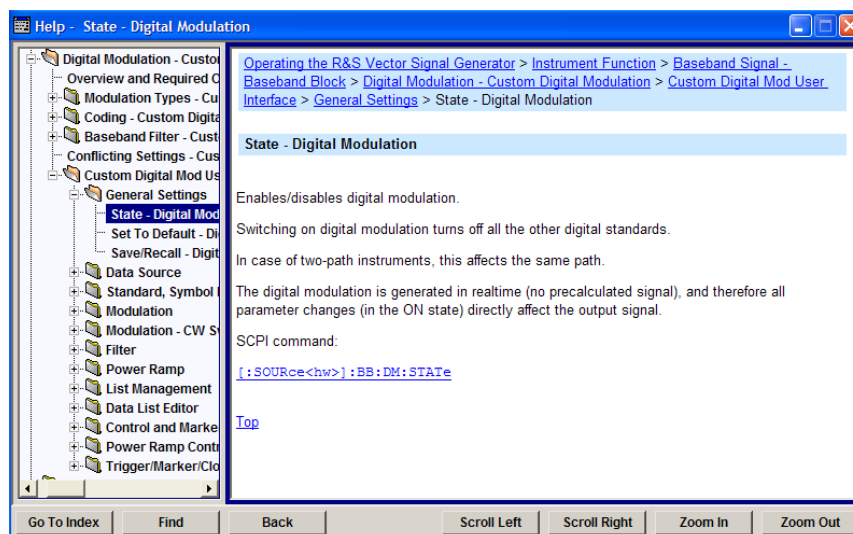 Help - State - Digital Modulation
Digital Modulation - Custo
Overview and Required C
Modulation Types - Cu
Coding - Custom Digita
Baseband Filter - Cust
Conflicting Settings - Cus
Custom Digital Mod Us
General Settings
State - Digital Mod
Set To Default - Di
Save/Recall - Digit
Data Source
Standard, Symbol
Modulation
Modulation - CW S
Filter
Power Ramp
List Management
Data List Editor
Control and Marke
Power Ramp Contr
Trigger/Marker/Clo
Operating the R&S Vector Signal Generator > Instrument Function > Baseband Signal -
Baseband Block > Digital Modulation - Custom Digital Modulation > Custom Digital Mod User
Interface > General Settings > State - Digital Modulation
State - Digital Modulation
Enables/disables digital modulation.
Switching on digital modulation turns off all the other digital standards.
In case of two-path instruments, this affects the same path.
The digital modulation is generated in realtime (no precalculated signal), and therefore all
parameter changes (in the ON state) directly affect the output signal.
SCPI command:
[:SOURce<hw>]:BB:DM:STATe
Top
Go To Index
Find
Back
Scroll Left
Scroll Right
Zoom In
Zoom Out